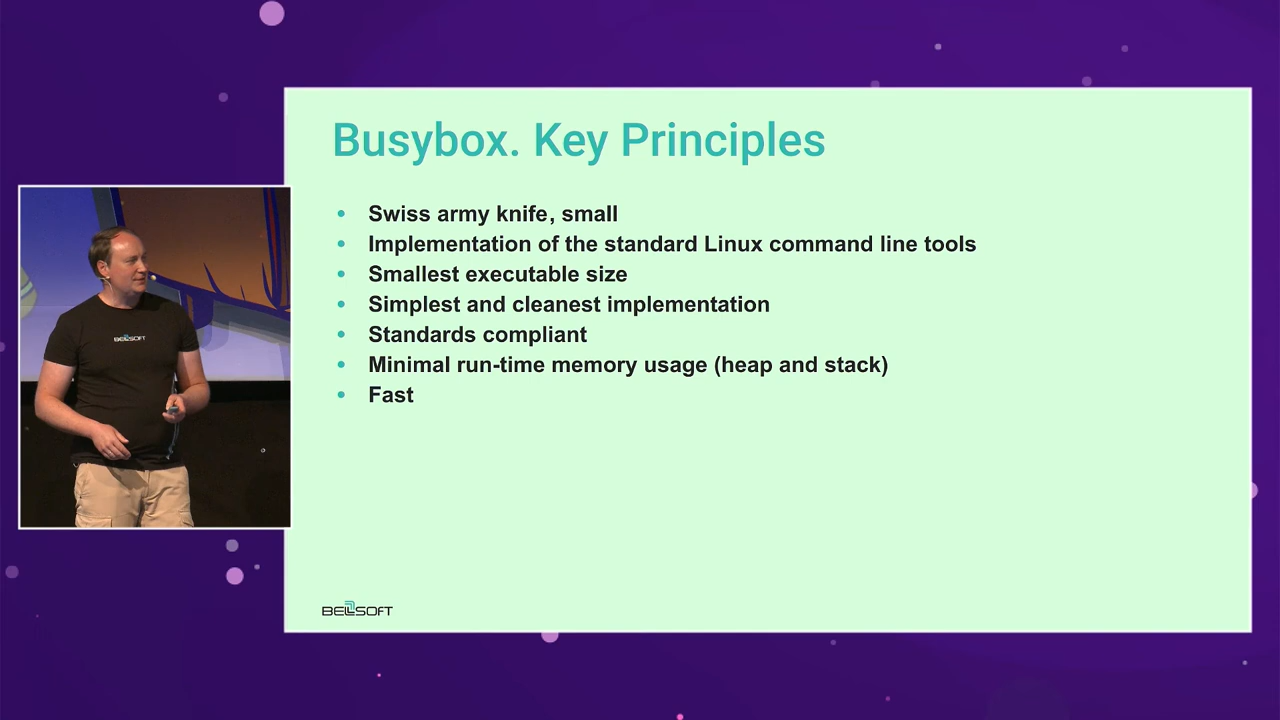 Busybox. Key Principles
• Swiss army knife, small
• Implementation of the standard Linux command line tools
• Smallest executable size
• Simplest and cleanest implementation
• Standards compliant
• Minimal run-time memory usage (heap and stack)
• Fast
BELLSOFT
BELLSOFT